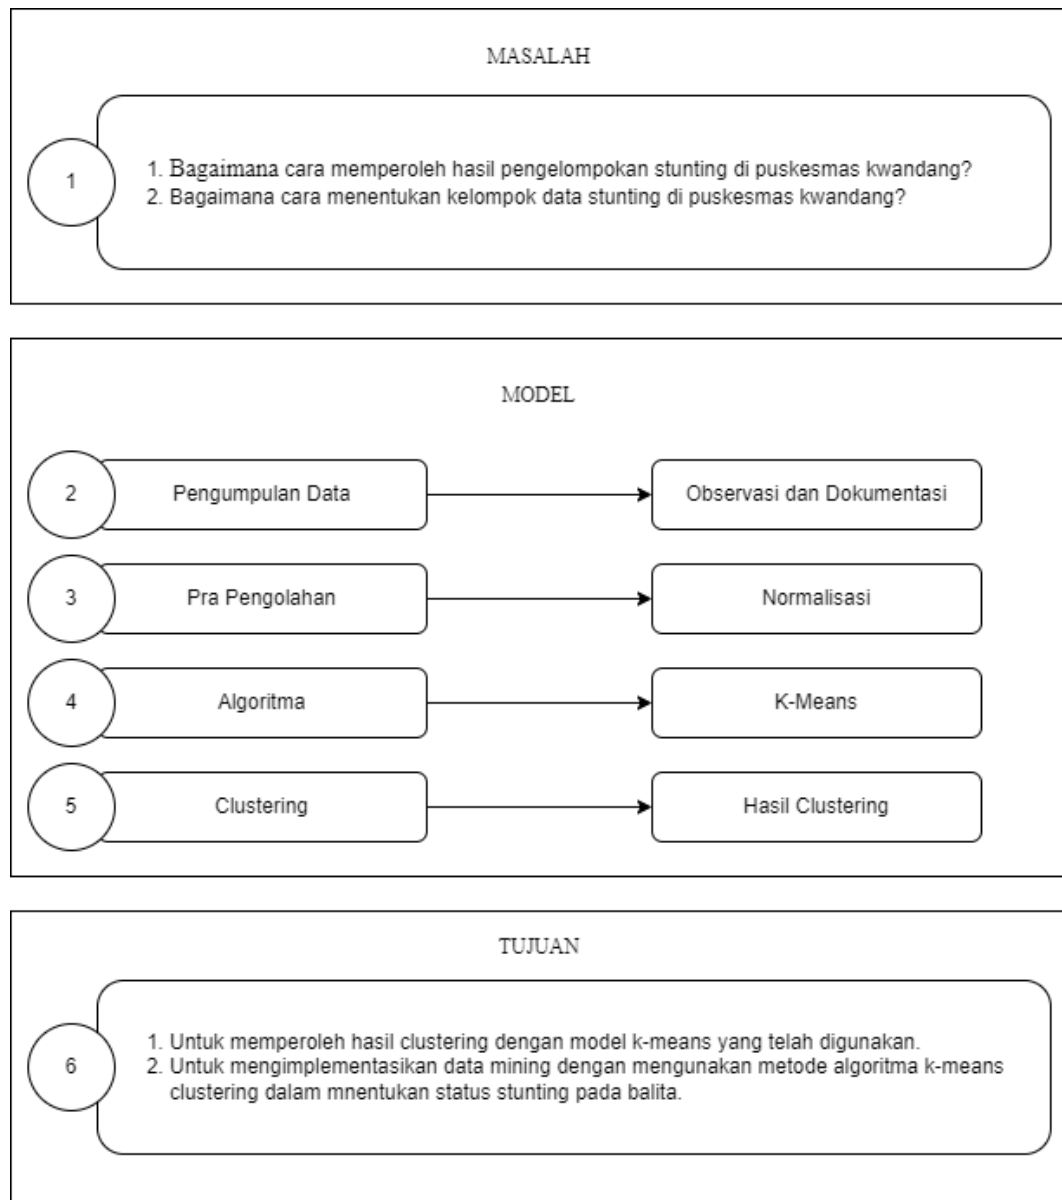 MASALAH
1
1. Bagaimana cara memperoleh hasil pengelompokan stunting di puskesmas kwandang?
2. Bagaimana cara menentukan kelompok data stunting di puskesmas kwandang?
MODEL
2 Pengumpulan Data Observasi dan Dokumentasi
3 Pra Pengolahan Normalisasi
4 Algoritma K-Means
5 Clustering Hasil Clustering
TUJUAN
6
1. Untuk memperoleh hasil clustering dengan model k-means yang telah digunakan.
2. Untuk mengimplementasikan data mining dengan mengunakan metode algoritma k-means
clustering dalam mnentukan status stunting pada balita.